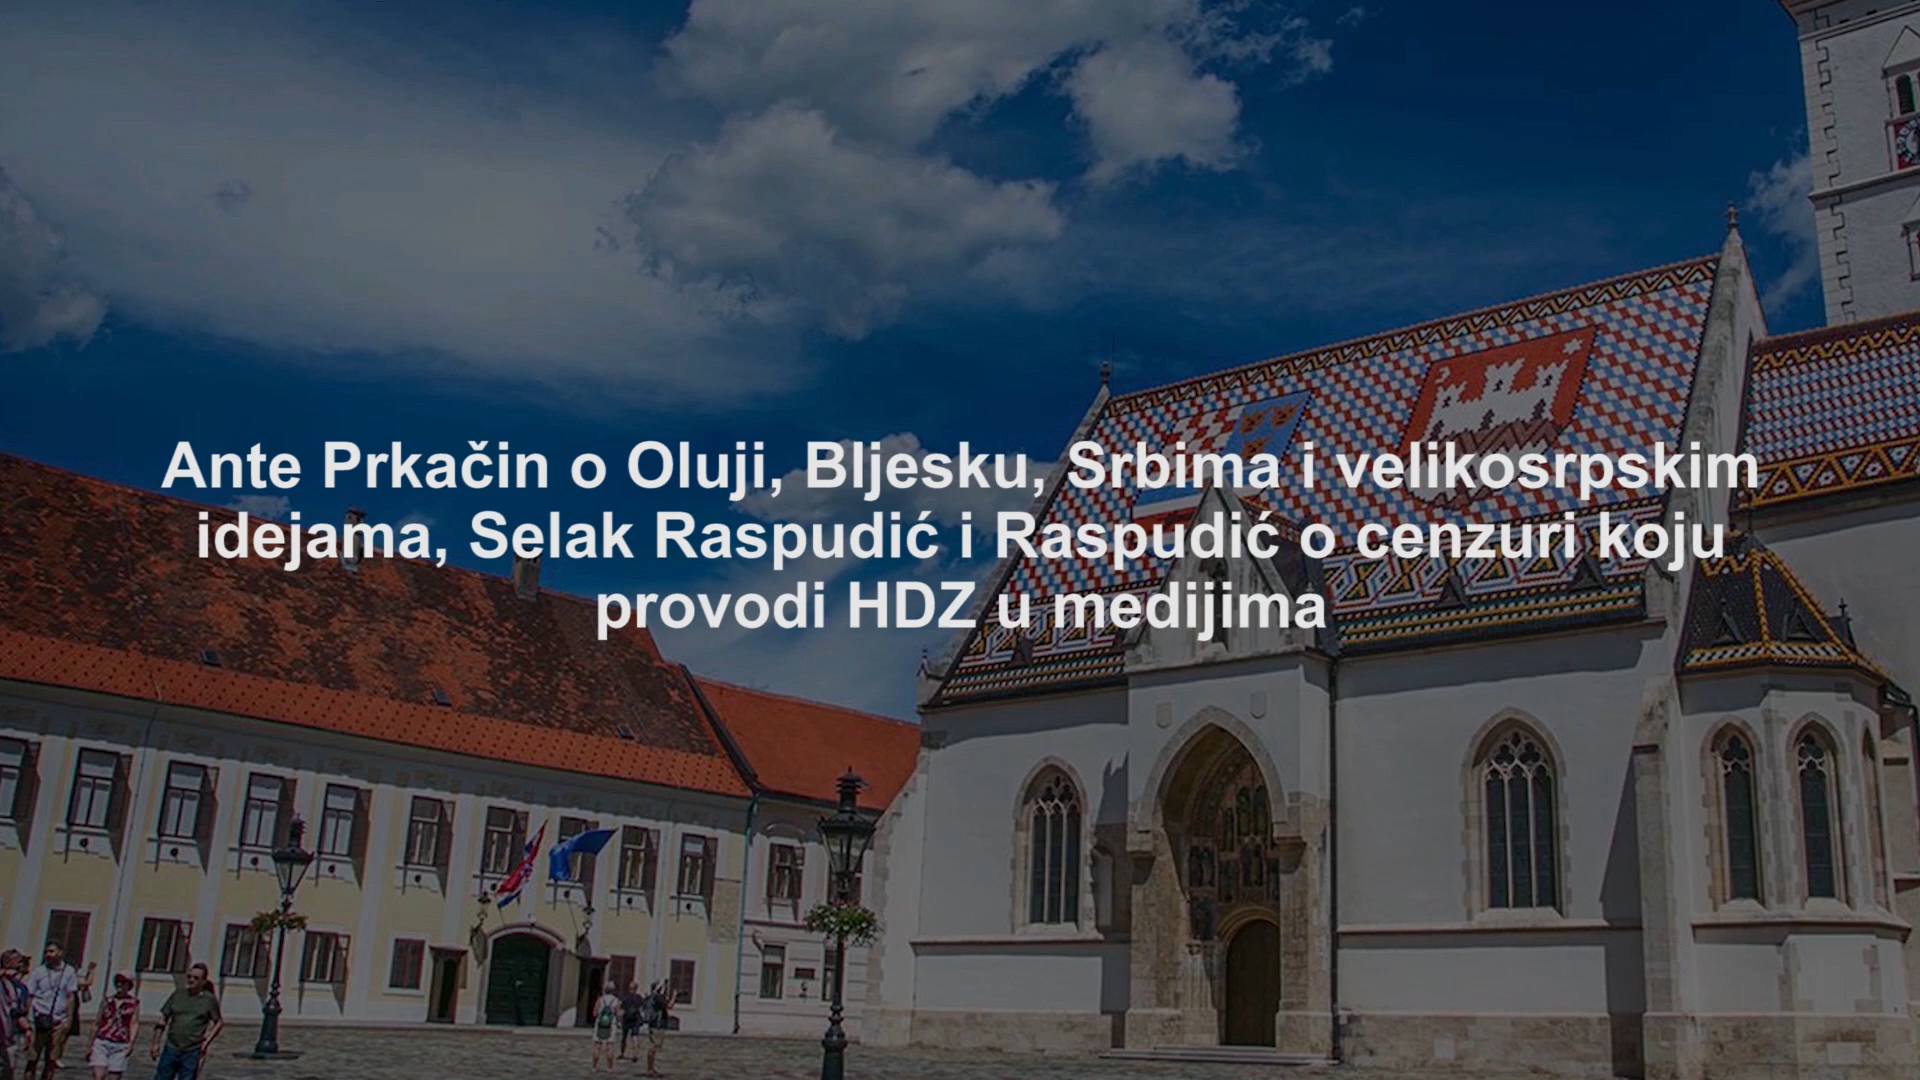 Ante Prkačin o Oluji, Bljesku, Srbima i velikosrpskim
idejama, Selak Raspudić i Raspudić o cenzuri koju
provodi HDZ u medijima